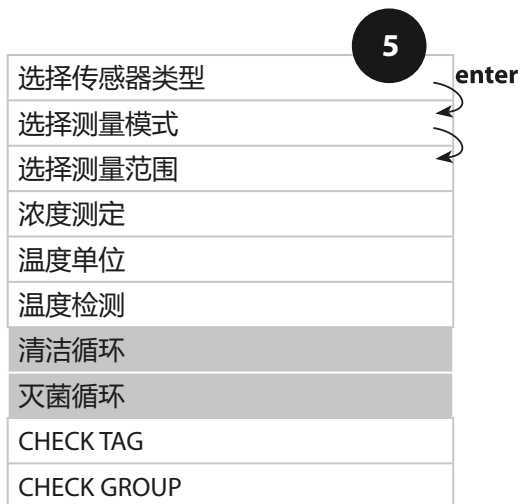 5
选择传感器类型
enter
选择测量模式
选择测量范围
浓度测定
温度单位
温度检测
清洁循环
灭菌循环
CHECK TAG
CHECK GROUP